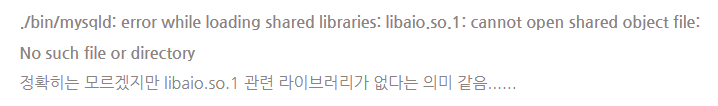 ./bin/mysqld: error while loading shared libraries: libaio.so.1: cannot open shared object file:
No such file or directory
정확히는 모르겠지만 libaio.so.1 관련 라이브러리가 없다는 의미 같음......